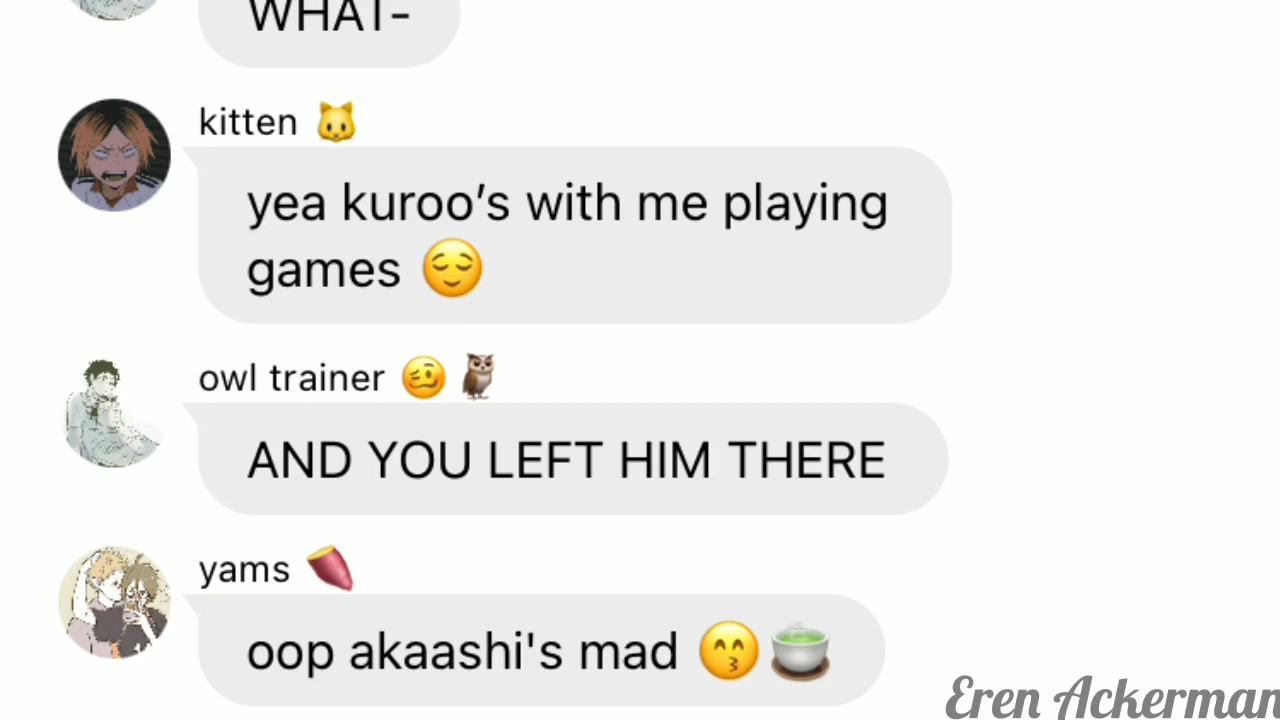 WHAT-
kitten 🐱
yea kuroo's with me playing
games 😌
owl trainer 🥴🦉
AND YOU LEFT HIM THERE
yams 🍠
oop akaashi's mad 😙🍵
Eren Ackerman